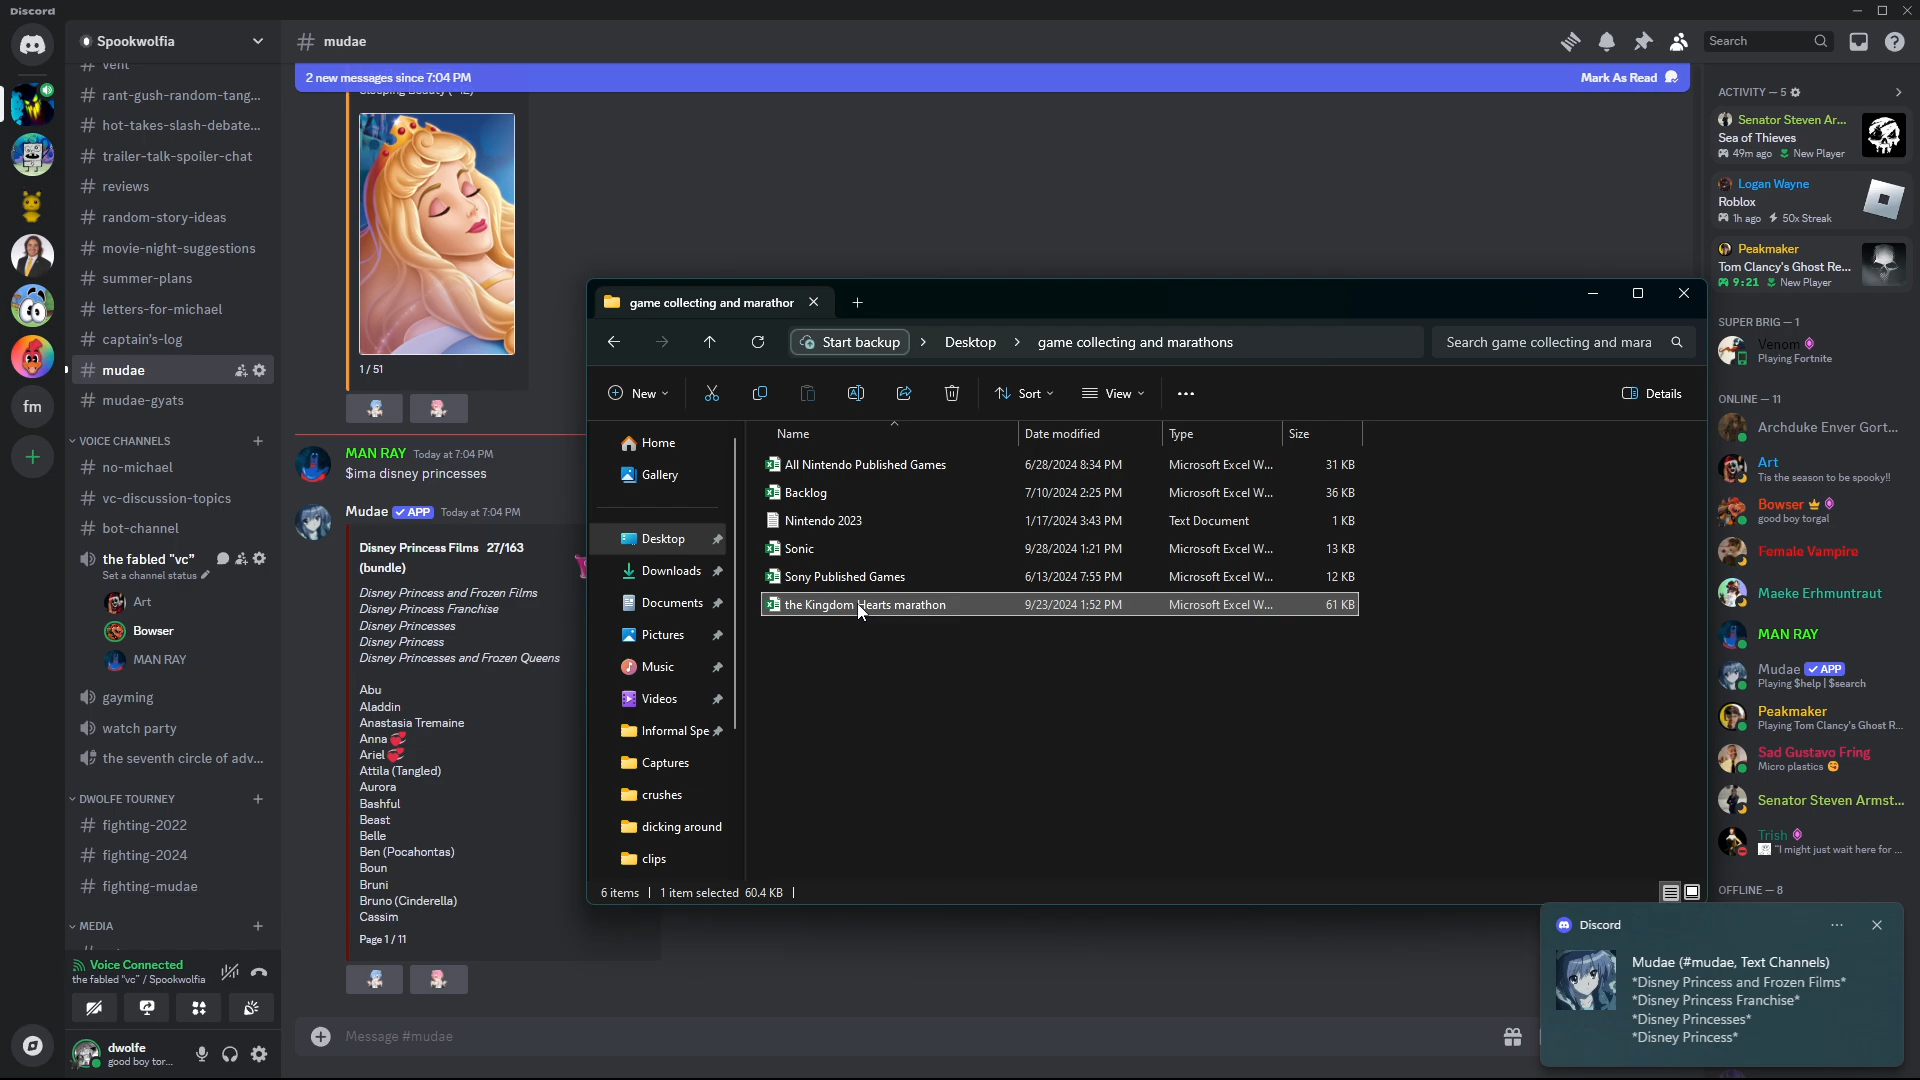 Discord
Spookwolfia
# vent
# rant-gush-random-tang...
# hot-takes-slash-debate...
# trailer-talk-spoiler-chat
# reviews
# random-story-ideas
# movie-night-suggestions
# summer-plans
# letters-for-michael
# captain's-log
# mudae
# mudae-gyats
fm
VOICE CHANNELS
# no-michael
# vc-discussion-topics
# bot-channel
the fabled "vc"
Set a channel status
Art
Bowser
MAN RAY
gayming
watch party
the seventh circle of adv...
DWOLFE TOURNEY
# fighting-2022
# fighting-2024
# fighting-mudae
MEDIA
Voice Connected
the fabled "vc" / Spookwolfia
dwolfe
good boy tor...
# mudae
Search
2 new messages since 7:04 PM
Mark As Read
1 / 51
MAN RAY Today at 7:04 PM
$ima disney princesses
Mudae APP Today at 7:04 PM
Disney Princess Films 27/163
(bundle)
Disney Princess and Frozen Films
Disney Princess Franchise
Disney Princesses
Disney Princess
Disney Princesses and Frozen Queens
Abu
Aladdin
Anastasia Tremaine
Anna
Ariel
Attila (Tangled)
Aurora
Bashful
Beast
Belle
Ben (Pocahontas)
Boun
Bruni
Bruno (Cinderella)
Cassim
Page 1 / 11
Message #mudae
game collecting and marathor
Start backup > Desktop > game collecting and marathons
Search game collecting and mara
New
Sort
View
Details
Home
Gallery
Desktop
Downloads
Documents
Pictures
Music
Videos
Informal Spe
Captures
crushes
dicking around
clips
Name Date modified Type Size
All Nintendo Published Games 6/28/2024 8:34 PM Microsoft Excel W... 31 KB
Backlog 7/10/2024 2:25 PM Microsoft Excel W... 36 KB
Nintendo 2023 1/17/2024 3:43 PM Text Document 1 KB
Sonic 9/28/2024 1:21 PM Microsoft Excel W... 13 KB
Sony Published Games 6/13/2024 7:55 PM Microsoft Excel W... 12 KB
the Kingdom Hearts marathon 9/23/2024 1:52 PM Microsoft Excel W... 61 KB
6 items 1 item selected 60.4 KB
ACTIVITY — 5
Senator Steven Ar...
Sea of Thieves
49m ago New Player
Logan Wayne
Roblox
1h ago 50x Streak
Peakmaker
Tom Clancy's Ghost Re...
9:21 New Player
SUPER BRIG — 1
Venom
Playing Fortnite
ONLINE — 11
Archduke Enver Gort...
Art
Tis the season to be spooky!!
Bowser
good boy torgal
Female Vampire
Maeke Erhmuntraut
MAN RAY
Mudae APP
Playing $help | $search
Peakmaker
Playing Tom Clancy's Ghost R...
Sad Gustavo Fring
Micro plastics
Senator Steven Armst...
Trish
"I might just wait here for ...
OFFLINE — 8
Discord
Mudae (#mudae, Text Channels)
*Disney Princess and Frozen Films*
*Disney Princess Franchise*
*Disney Princesses*
*Disney Princess*